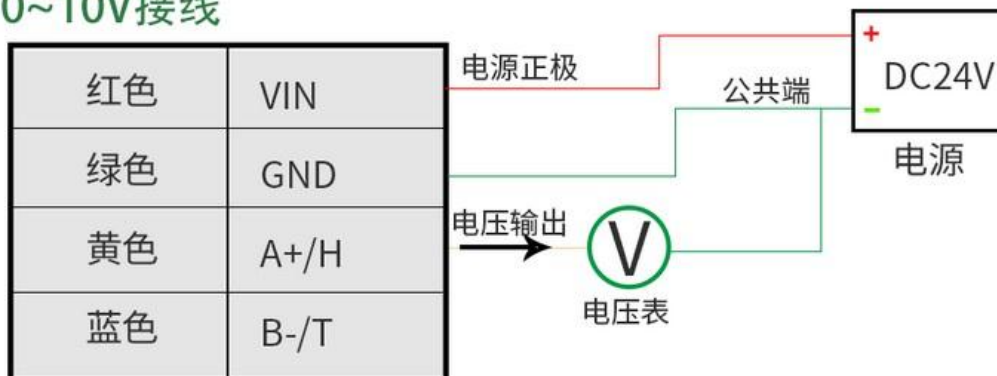 0~10V接线
红色 VIN 电源正极 + DC24V
公共端 -
绿色 GND 电源
黄色 A+/H 电压输出 V
电压表
蓝色 B-/T